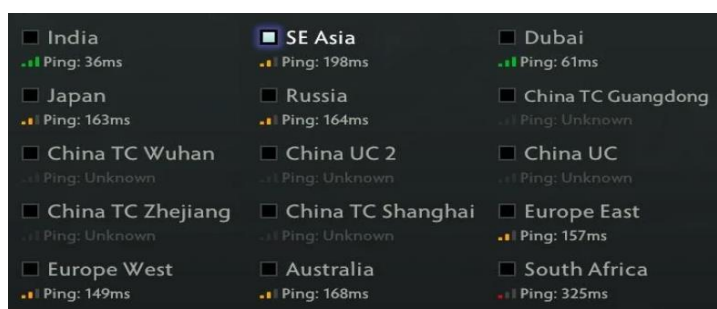 India SE Asia Dubai
Ping: 36ms Ping: 198ms Ping: 61ms
Japan Russia China TC Guangdong
Ping: 163ms Ping: 164ms Ping: Unknown
China TC Wuhan China UC 2 China UC
Ping: Unknown Ping: Unknown Ping: Unknown
China TC Zhejiang China TC Shanghai Europe East
Ping: Unknown Ping: Unknown Ping: 157ms
Europe West Australia South Africa
Ping: 149ms Ping: 168ms Ping: 325ms